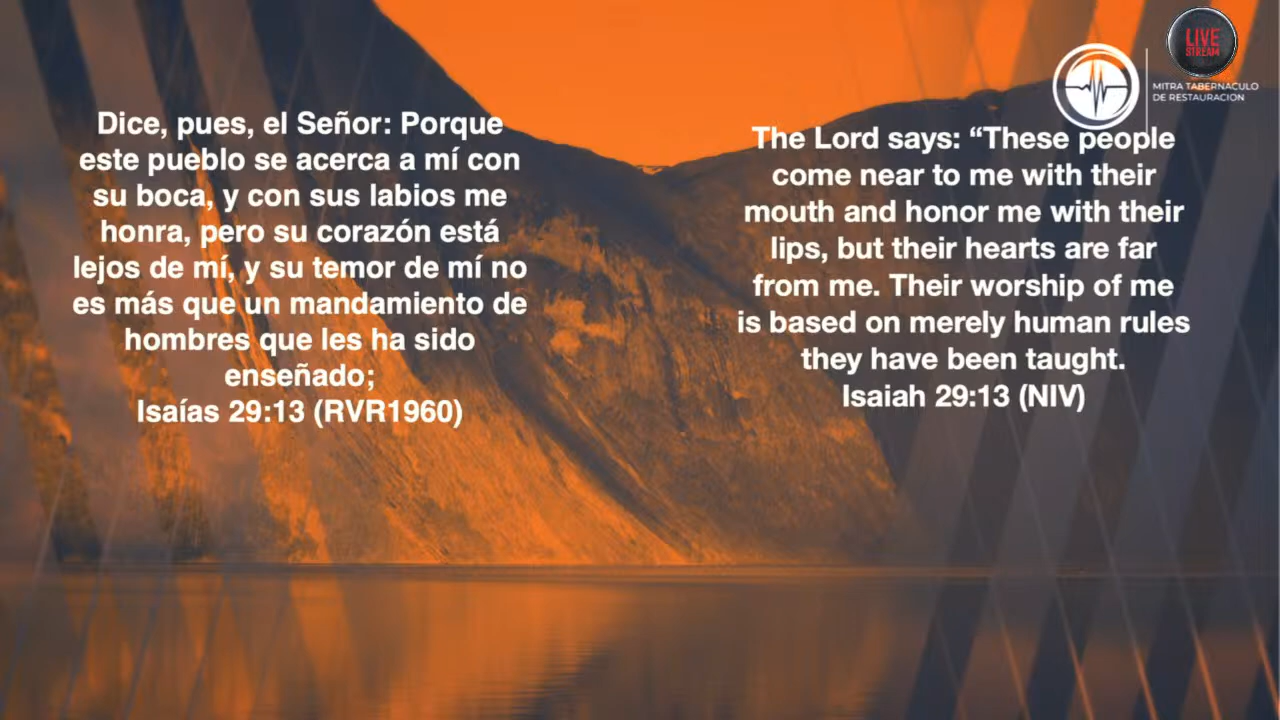 LIVE
STREAM
MITRA TABERNACULO
DE RESTAURACION
Dice, pues, el Señor: Porque
este pueblo se acerca a mí con
su boca, y con sus labios me
honra, pero su corazón está
lejos de mí, y su temor de mí no
es más que un mandamiento de
hombres que les ha sido
enseñado;
Isaías 29:13 (RVR1960)
The Lord says: “These people
come near to me with their
mouth and honor me with their
lips, but their hearts are far
from me. Their worship of me
is based on merely human rules
they have been taught.
Isaiah 29:13 (NIV)